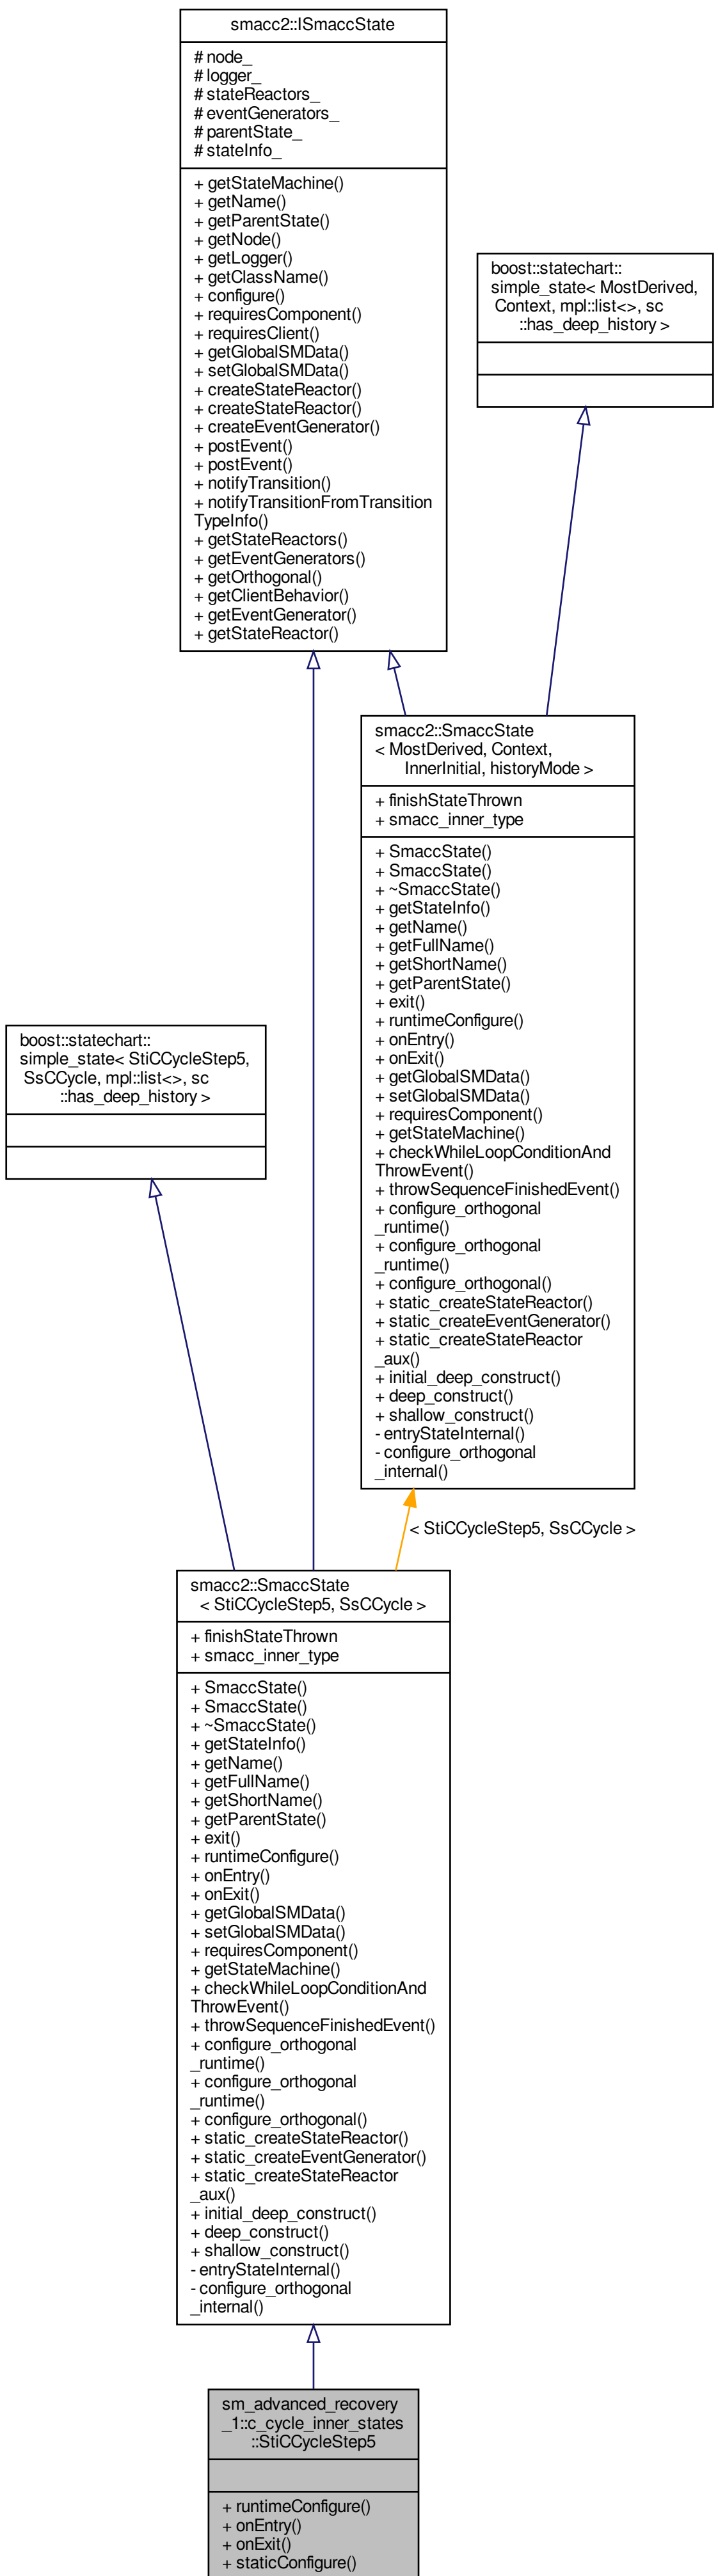 smacc2::ISmaccState
# node_
# logger_
# stateReactors_
# eventGenerators_
# parentState_
# stateInfo_
+ getStateMachine()
+ getName()
+ getParentState()
+ getNode()
+ getLogger()
+ getClassName()
+ configure()
+ requiresComponent()
+ requiresClient()
+ getGlobalSMData()
+ setGlobalSMData()
+ createStateReactor()
+ createStateReactor()
+ createEventGenerator()
+ postEvent()
+ postEvent()
+ notifyTransition()
+ notifyTransitionFromTransition
TypeInfo()
+ getStateReactors()
+ getEventGenerators()
+ getOrthogonal()
+ getClientBehavior()
+ getEventGenerator()
+ getStateReactor()
boost::statechart::
simple_state< MostDerived,
Context, mpl::list<>, sc
::has_deep_history >
smacc2::SmaccState
< MostDerived, Context,
InnerInitial, historyMode >
+ finishStateThrown
+ smacc_inner_type
+ SmaccState()
+ SmaccState()
+ ~SmaccState()
+ getStateInfo()
+ getName()
+ getFullName()
+ getShortName()
+ getParentState()
+ exit()
+ runtimeConfigure()
+ onEntry()
+ onExit()
+ getGlobalSMData()
+ setGlobalSMData()
+ requiresComponent()
+ getStateMachine()
+ checkWhileLoopConditionAnd
ThrowEvent()
+ throwSequenceFinishedEvent()
+ configure_orthogonal
_runtime()
+ configure_orthogonal
_runtime()
+ configure_orthogonal()
+ static_createStateReactor()
+ static_createEventGenerator()
+ static_createStateReactor
_aux()
+ initial_deep_construct()
+ deep_construct()
+ shallow_construct()
- entryStateInternal()
- configure_orthogonal
_internal()
boost::statechart::
simple_state< StiCCycleStep5,
SsCCycle, mpl::list<>, sc
::has_deep_history >
< StiCCycleStep5, SsCCycle >
smacc2::SmaccState
< StiCCycleStep5, SsCCycle >
+ finishStateThrown
+ smacc_inner_type
+ SmaccState()
+ SmaccState()
+ ~SmaccState()
+ getStateInfo()
+ getName()
+ getFullName()
+ getShortName()
+ getParentState()
+ exit()
+ runtimeConfigure()
+ onEntry()
+ onExit()
+ getGlobalSMData()
+ setGlobalSMData()
+ requiresComponent()
+ getStateMachine()
+ checkWhileLoopConditionAnd
ThrowEvent()
+ throwSequenceFinishedEvent()
+ configure_orthogonal
_runtime()
+ configure_orthogonal
_runtime()
+ configure_orthogonal()
+ static_createStateReactor()
+ static_createEventGenerator()
+ static_createStateReactor
_aux()
+ initial_deep_construct()
+ deep_construct()
+ shallow_construct()
- entryStateInternal()
- configure_orthogonal
_internal()
sm_advanced_recovery
_1::c_cycle_inner_states
::StiCCycleStep5
+ runtimeConfigure()
+ onEntry()
+ onExit()
+ staticConfigure()